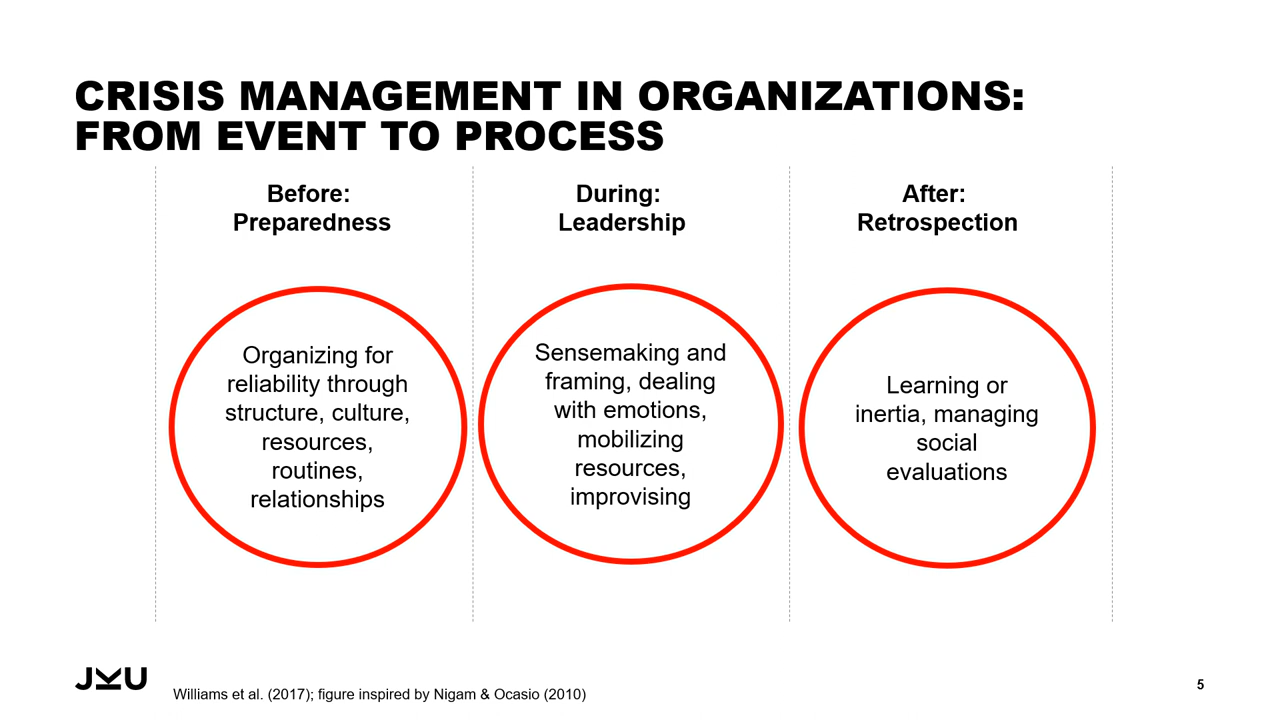 CRISIS MANAGEMENT IN ORGANIZATIONS:
FROM EVENT TO PROCESS
Before:
Preparedness
During:
Leadership
After:
Retrospection
Organizing for
reliability through
structure, culture,
resources,
routines,
relationships
Sensemaking and
framing, dealing
with emotions,
mobilizing
resources,
improvising
Learning or
inertia, managing
social
evaluations
JKU
Williams et al. (2017); figure inspired by Nigam & Ocasio (2010)
5